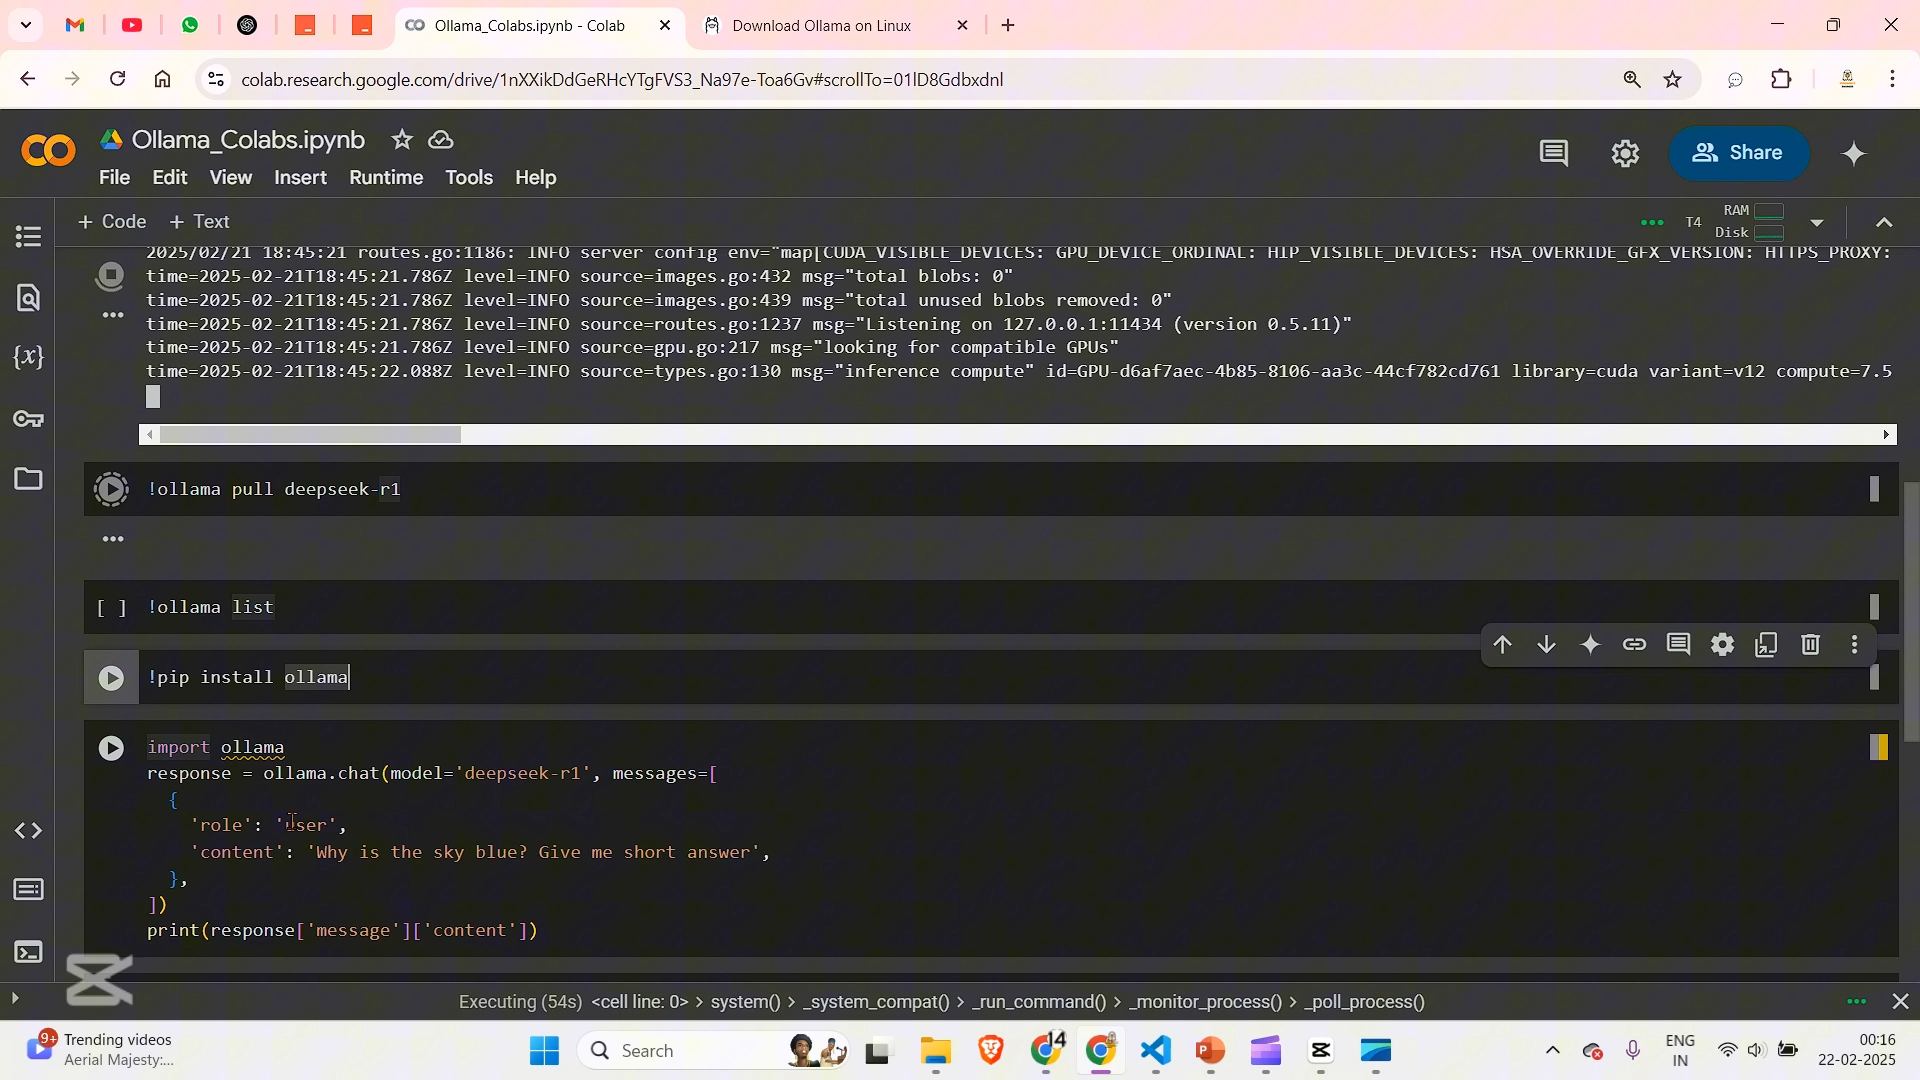 Ollama_Colabs.ipynb - Colab
Download Ollama on Linux
colab.research.google.com/drive/1nXXikDdGeRHcYTgFVS3_Na97e-Toa6Gv#scrollTo=01lD8Gdbxdnl
Ollama_Colabs.ipynb
Share
File Edit View Insert Runtime Tools Help
+ Code + Text
T4
RAM
Disk
2025/02/21 18:45:21 routes.go:1186: INFO server config env="map[CUDA_VISIBLE_DEVICES: GPU_DEVICE_ORDINAL: HIP_VISIBLE_DEVICES: HSA_OVERRIDE_GFX_VERSION: HTTPS_PROXY:
time=2025-02-21T18:45:21.786Z level=INFO source=images.go:432 msg="total blobs: 0"
time=2025-02-21T18:45:21.786Z level=INFO source=images.go:439 msg="total unused blobs removed: 0"
time=2025-02-21T18:45:21.786Z level=INFO source=routes.go:1237 msg="Listening on 127.0.0.1:11434 (version 0.5.11)"
time=2025-02-21T18:45:21.786Z level=INFO source=gpu.go:217 msg="looking for compatible GPUs"
time=2025-02-21T18:45:22.088Z level=INFO source=types.go:130 msg="inference compute" id=GPU-d6af7aec-4b85-8106-aa3c-44cf782cd761 library=cuda variant=v12 compute=7.5
!ollama pull deepseek-r1
[ ] !ollama list
!pip install ollama
import ollama
response = ollama.chat(model='deepseek-r1', messages=[
{
'role': 'user',
'content': 'Why is the sky blue? Give me short answer',
},
])
print(response['message']['content'])
Executing (54s) <cell line: 0> > system() > _system_compat() > _run_command() > _monitor_process() > _poll_process()
9+
Trending videos
Aerial Majesty:...
Search
14
ENG
IN
00:16
22-02-2025